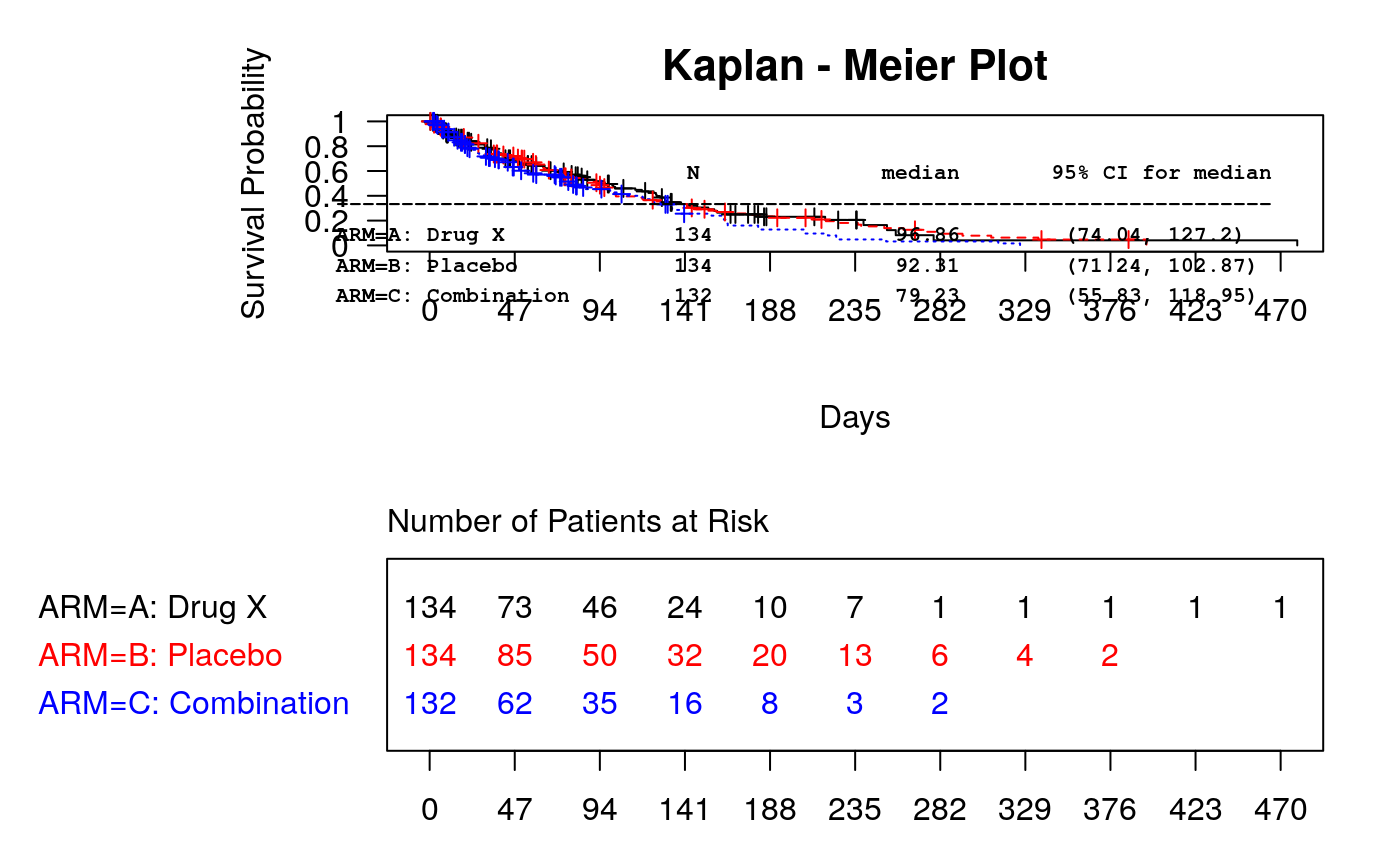 Kaplan - Meier Plot
Survival Probability
1
0.8
0.6
0.4
0.2
0
N median 95% CI for median
ARM=A: Drug X 134 96.86 (74.04, 127.2)
ARM=B: Placebo 134 92.31 (71.24, 102.87)
ARM=C: Combination 132 79.23 (55.83, 118.95)
0 47 94 141 188 235 282 329 376 423 470
Days
Number of Patients at Risk
ARM=A: Drug X 134 73 46 24 10 7 1 1 1 1 1
ARM=B: Placebo 134 85 50 32 20 13 6 4 2
ARM=C: Combination 132 62 35 16 8 3 2
0 47 94 141 188 235 282 329 376 423 470